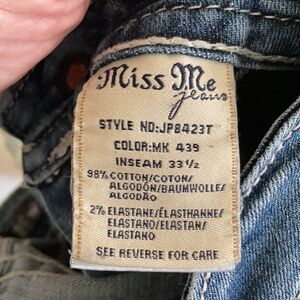 Miss Me
jeans
STYLE NO:JP8423T
COLOR:MK 439
INSEAM 33½
98% COTTON/COTON/
ALGODÓN/BAUMWOLLE/
ALGODÃO
2% ELASTANE/ÉLASTHANNE/
ELASTANO/ELASTAN/
ELASTANO
SEE REVERSE FOR CARE